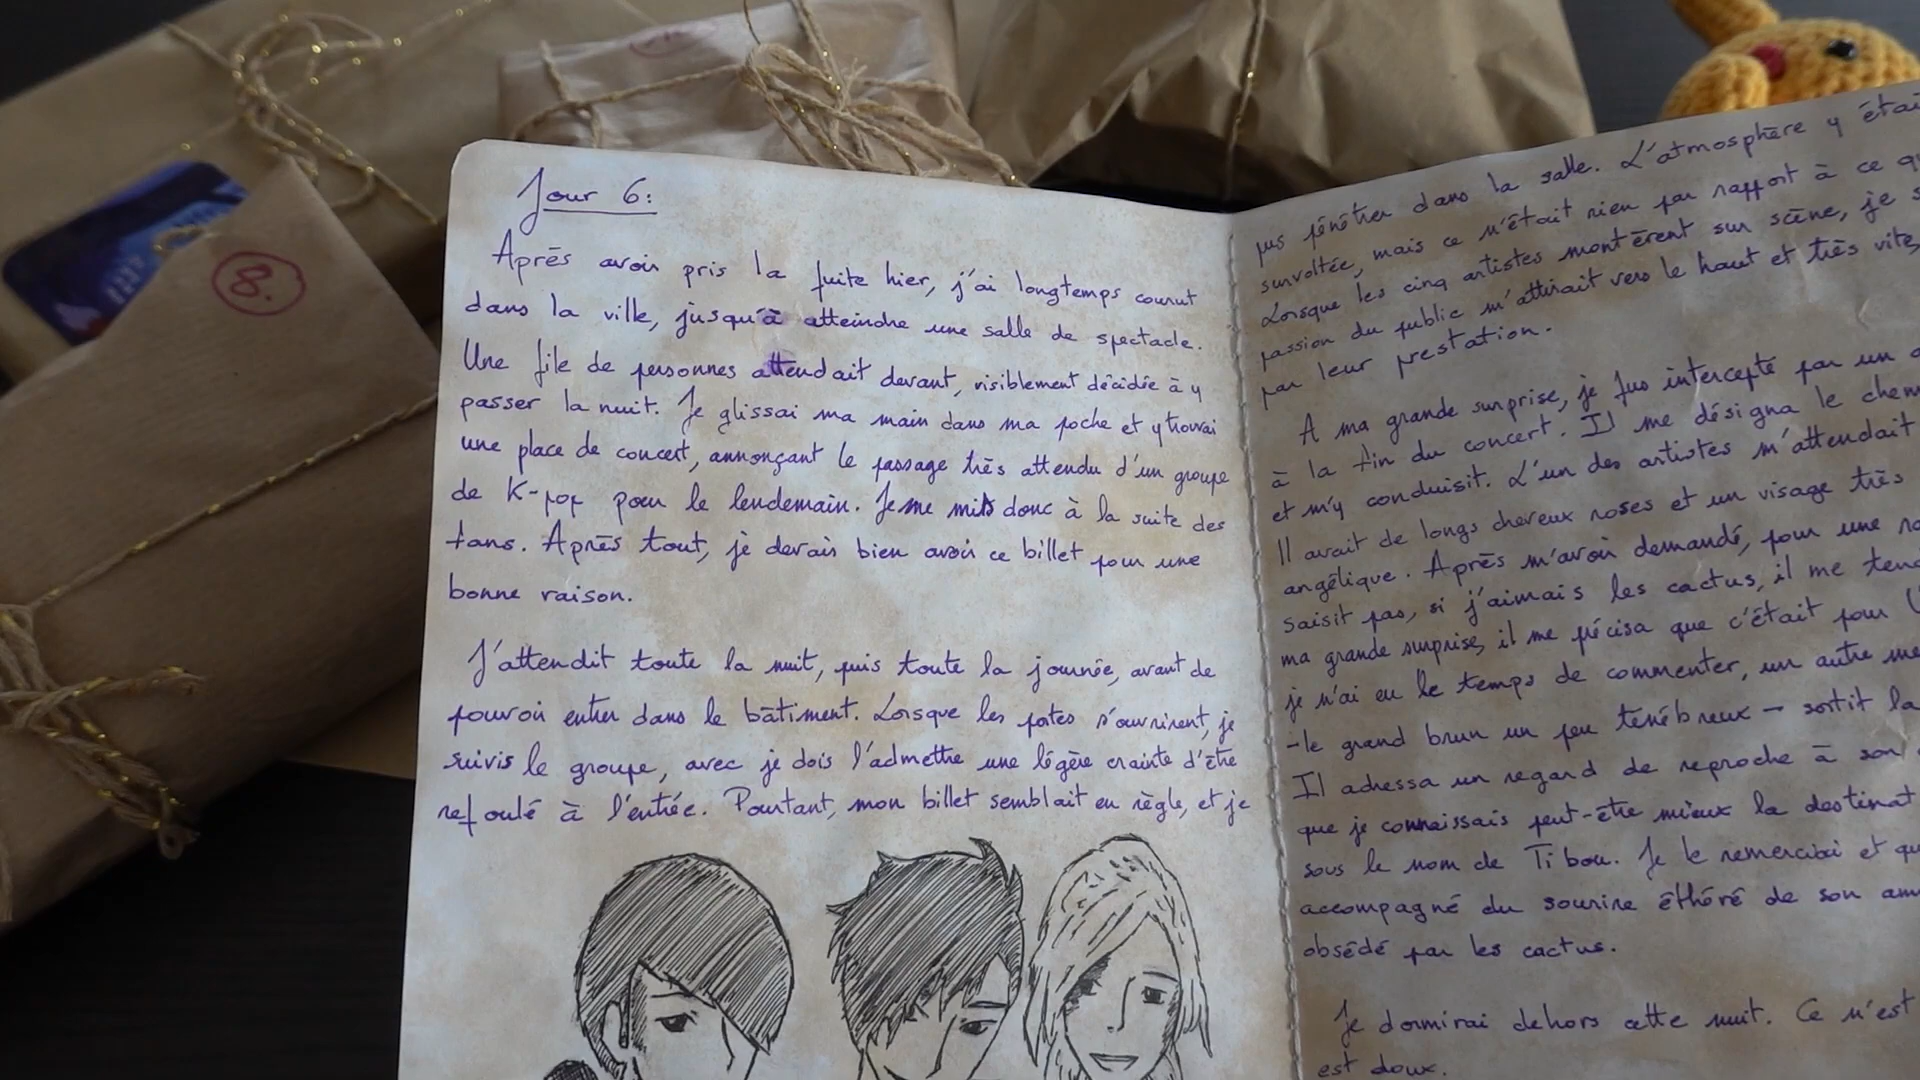 8.
Jour 6:
Après avoir pris la fuite hier, j'ai longtemps courut
dans la ville, jusqu'à atteindre une salle de spectacle.
Une file de personnes attendait devant, visiblement décidée à y
passer la nuit. Je glissai ma main dans ma poche et y trouvai
une place de concert, annonçant le passage très attendu d'un groupe
de K-pop pour le lendemain. Je me mis donc à la suite des
fans. Après tout, je devais bien avoir ce billet pour une
bonne raison.
J'attendit toute la nuit, puis toute la journée, avant de
pouvoir entrer dans le bâtiment. Lorsque les portes s'ouvrirent, je
suivis le groupe, avec je dois l'admettre une légère crainte d'être
refoulé à l'entrée. Pourtant, mon billet semblait en règle, et je
pus pénétrer dans la salle. L'atmosphère y était
survoltée, mais ce n'était rien par rapport à ce
Lorsque les cinq artistes montèrent sur scène, je
passion du public m'attirait vers le haut et très vite,
par leur prestation.
A ma grande surprise, je fus intercepté par un
à la fin du concert. Il me désigna le
et m'y conduisit. L'un des artistes m'attendait
Il avait de longs cheveux roses et un visage très
angélique. Après m'avoir demandé, pour une
saisit pas, si j'aimais les cactus, il me
ma grande surprise, il me précisa que c'était pour
je n'ai eu le temps de commenter, un autre
-le grand brun un peu ténébreux - sortit
Il adressa un regard de reproche à son
que je connaissais peut-être mieux la
sous le nom de Tibou. Je le remerciai et
accompagné du sourire éthéré de son
obsédé par les cactus.
Je dormirai dehors cette nuit. Ce n'est
est doux.